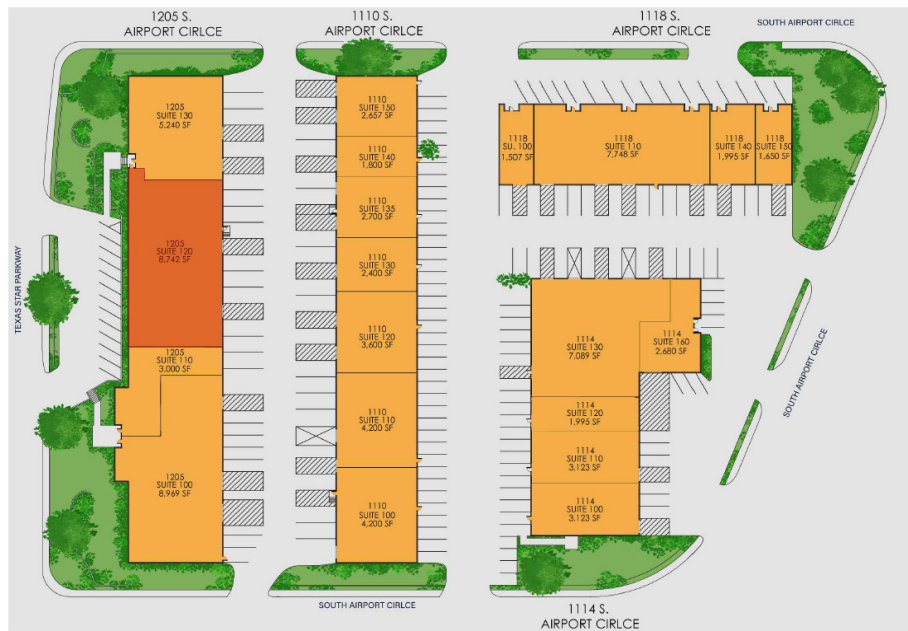 1205 S.
AIRPORT CIRLCE
1110 S.
AIRPORT CIRLCE
1118 S.
AIRPORT CIRLCE
SOUTH AIRPORT CIRLCE
TEXAS STAR PARKWAY
1205
SUITE 130
5,240 SF
1205
SUITE 120
8,742 SF
1205
SUITE 110
3,000 SF
1205
SUITE 100
8,969 SF
1110
SUITE 150
2,657 SF
1110
SUITE 140
1,800 SF
1110
SUITE 135
2,700 SF
1110
SUITE 130
2,400 SF
1110
SUITE 120
3,600 SF
1110
SUITE 110
4,200 SF
1110
SUITE 100
4,200 SF
SOUTH AIRPORT CIRLCE
1118
SU. 100
1,507 SF
1118
SUITE 110
7,748 SF
1118
SUITE 140
1,995 SF
1118
SUITE 150
1,650 SF
1114
SUITE 130
7,089 SF
1114
SUITE 160
2,680 SF
1114
SUITE 120
1,995 SF
1114
SUITE 110
3,123 SF
1114
SUITE 100
3,123 SF
SOUTH AIRPORT CIRLCE
1114 S.
AIRPORT CIRLCE